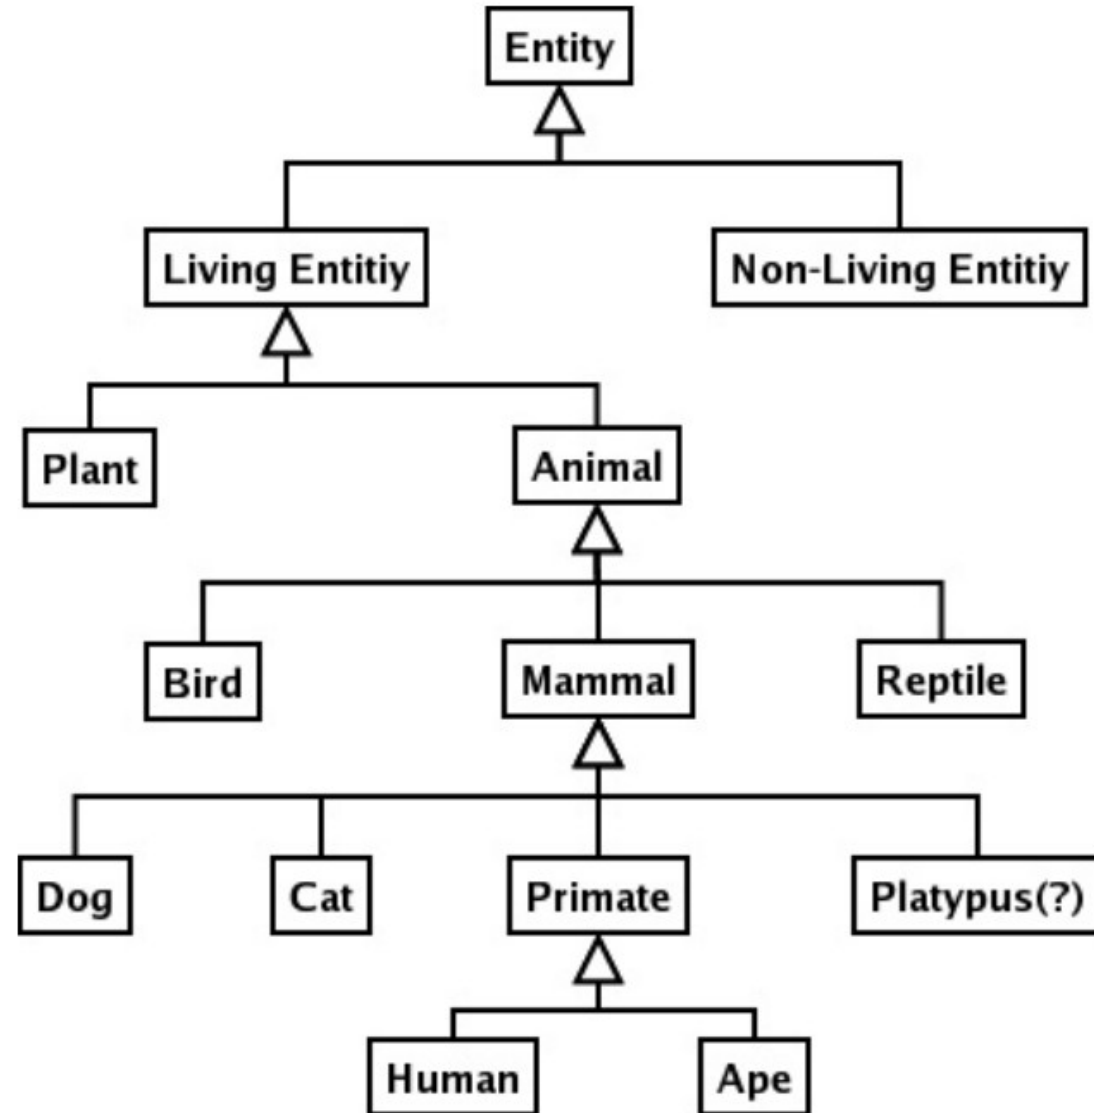 Entity
Living Entitiy
Non-Living Entitiy
Plant
Animal
Bird
Mammal
Reptile
Dog
Cat
Primate
Platypus(?)
Human
Ape